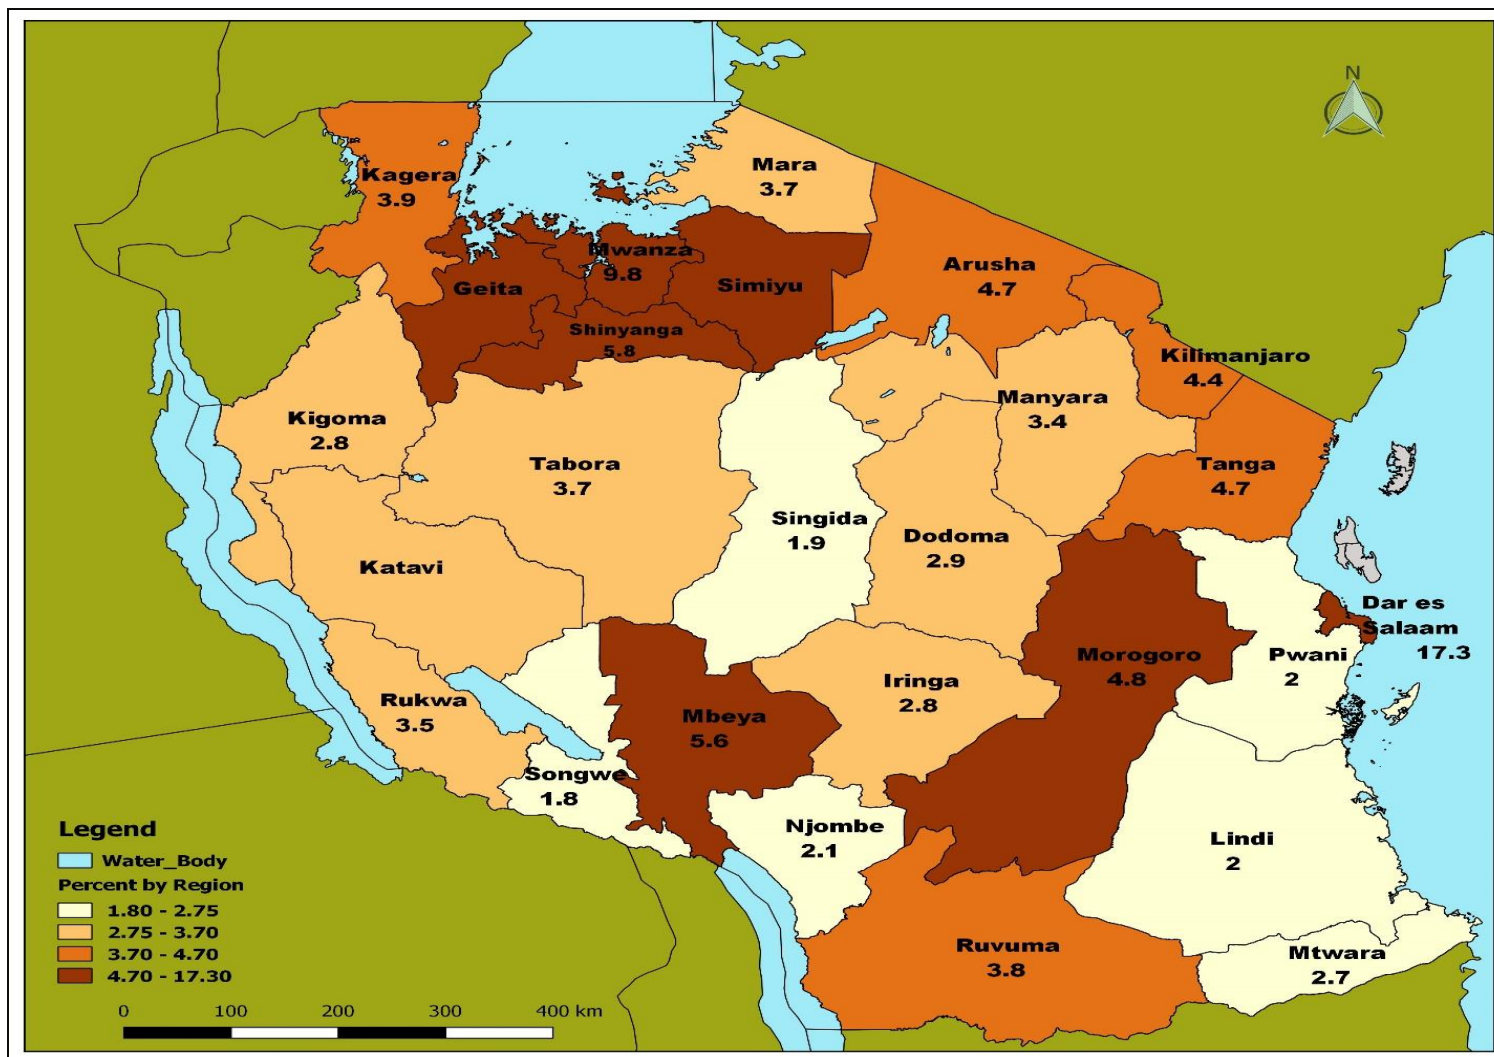 N
Mara
3.7
Kagera
3.9
Mwanza
9.8
Arusha
4.7
Geita
Simiyu
Shinyanga
5.8
Kilimanjaro
4.4
Manyara
3.4
Kigoma
2.8
Tabora
3.7
Tanga
4.7
Singida
1.9
Dodoma
2.9
Katavi
Dar es
Salaam
17.3
Morogoro
4.8
Pwani
2
Iringa
2.8
Rukwa
3.5
Mbeya
5.6
Songwe
1.8
Njombe
2.1
Lindi
2
Ruvuma
3.8
Mtwara
2.7
Legend
Water_Body
Percent by Region
1.80 - 2.75
2.75 - 3.70
3.70 - 4.70
4.70 - 17.30
0 100 200 300 400 km